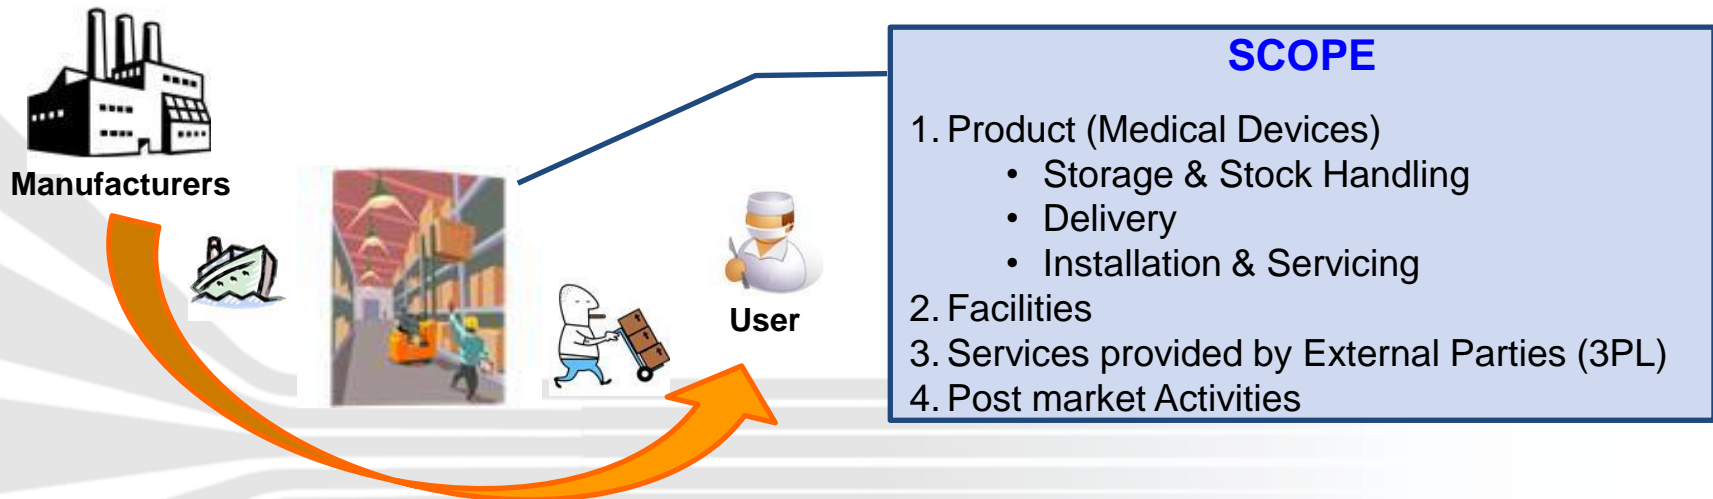 Manufacturers
User
SCOPE
1. Product (Medical Devices)
• Storage & Stock Handling
• Delivery
• Installation & Servicing
2. Facilities
3. Services provided by External Parties (3PL)
4. Post market Activities